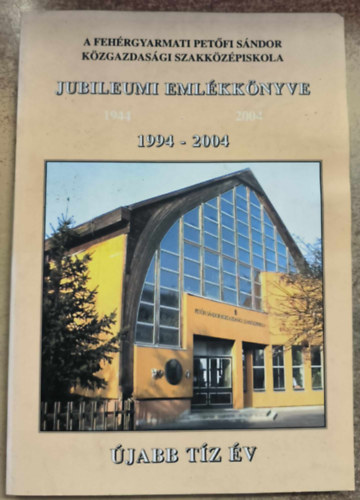 A FEHÉRGYARMATI PETŐFI SÁNDOR
KÖZGAZDASÁGI SZAKKÖZÉPISKOLA
JUBILEUMI EMLÉKKÖNYVE
1944 2004
1994 - 2004
ÚJABB TÍZ ÉV